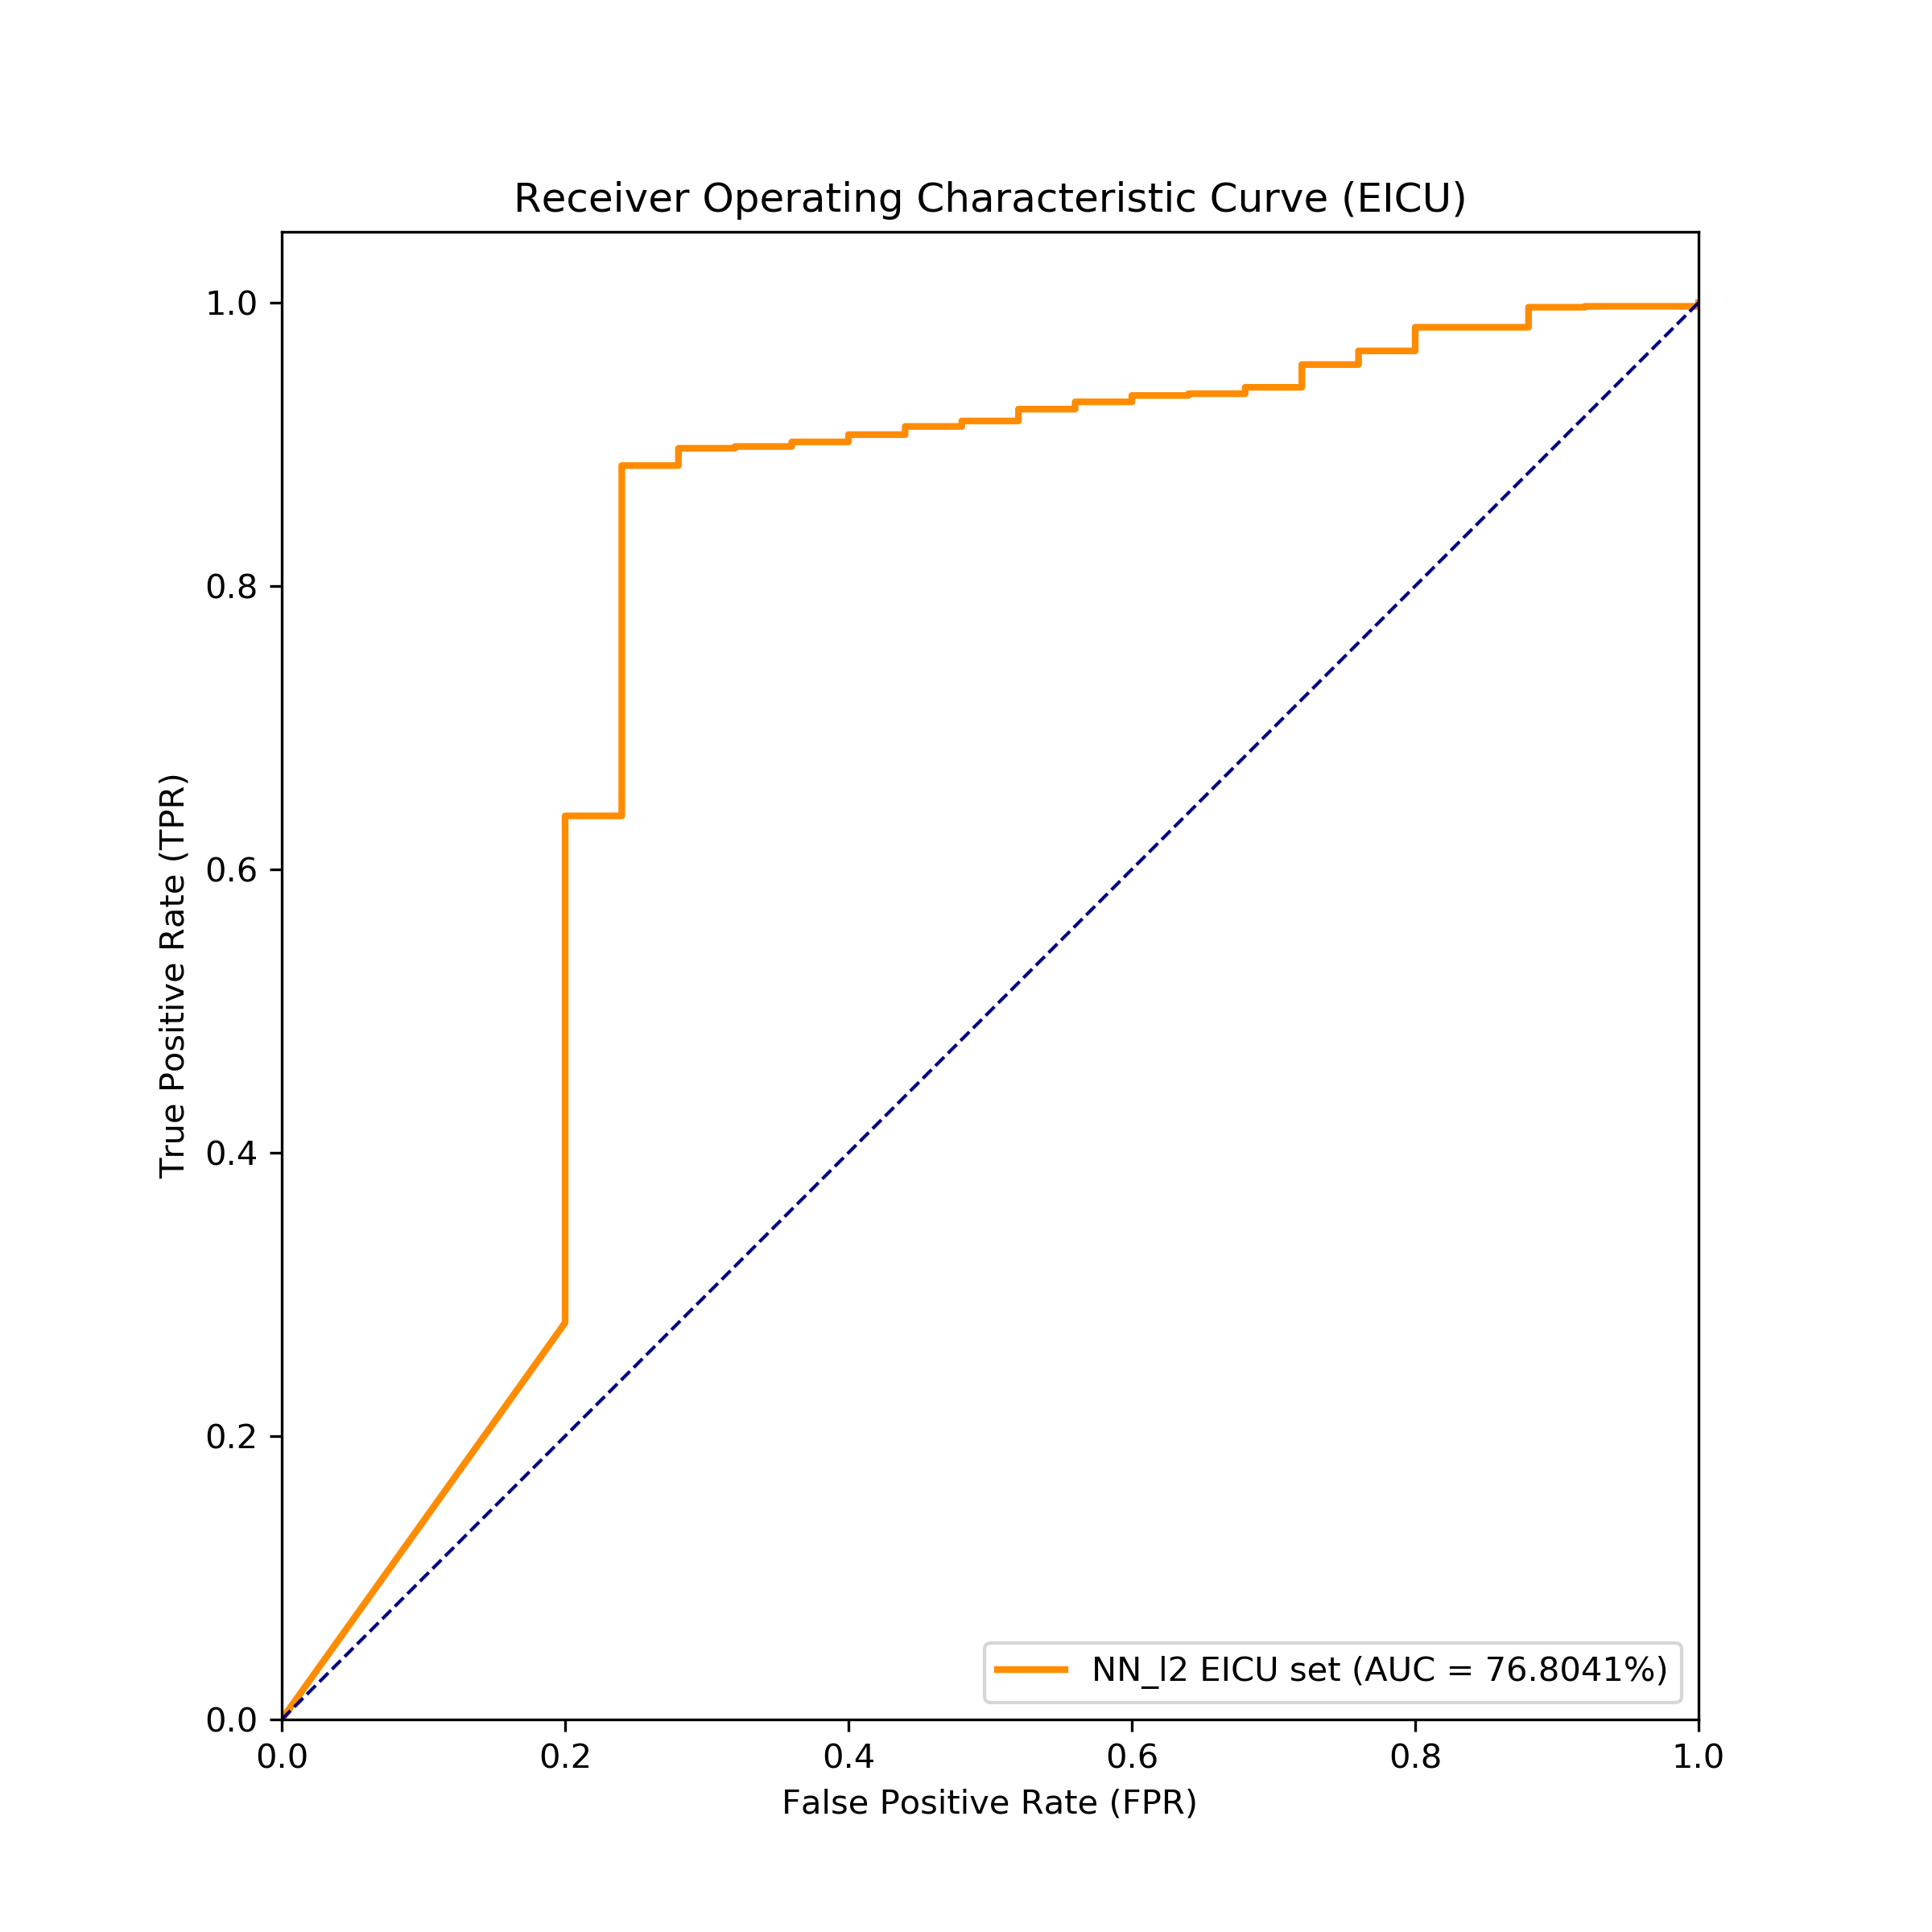 Receiver Operating Characteristic Curve (EICU)
True Positive Rate (TPR)
1.0
0.8
0.6
0.4
0.2
0.0
NN_l2 EICU set (AUC = 76.8041%)
0.0 0.2 0.4 0.6 0.8 1.0
False Positive Rate (FPR)